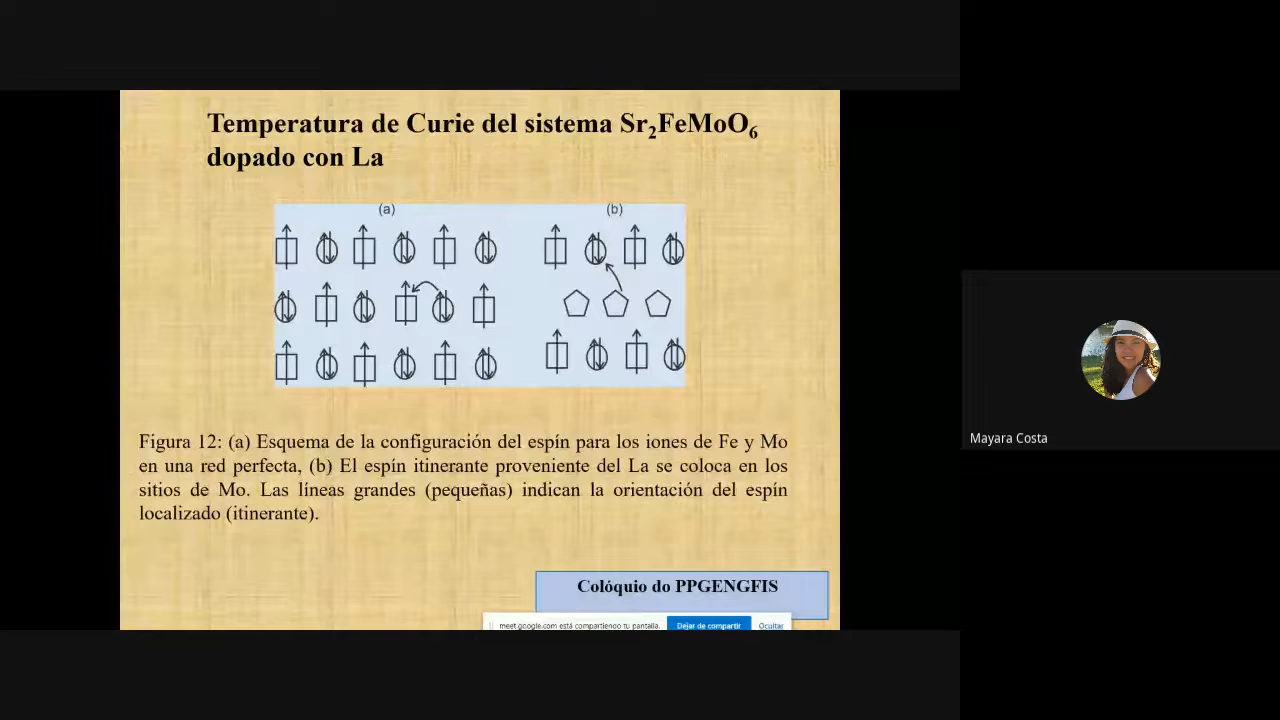 Temperatura de Curie del sistema Sr₂FeMoO₆
dopado con La
(a)
(b)
Figura 12: (a) Esquema de la configuración del espín para los iones de Fe y Mo
en una red perfecta, (b) El espín itinerante proveniente del La se coloca en los
sitios de Mo. Las líneas grandes (pequeñas) indican la orientación del espín
localizado (itinerante).
Colóquio do PPGENGFIS
meet.google.com está compartiendo tu pantalla.
Dejar de compartir
Ocultar
Mayara Costa